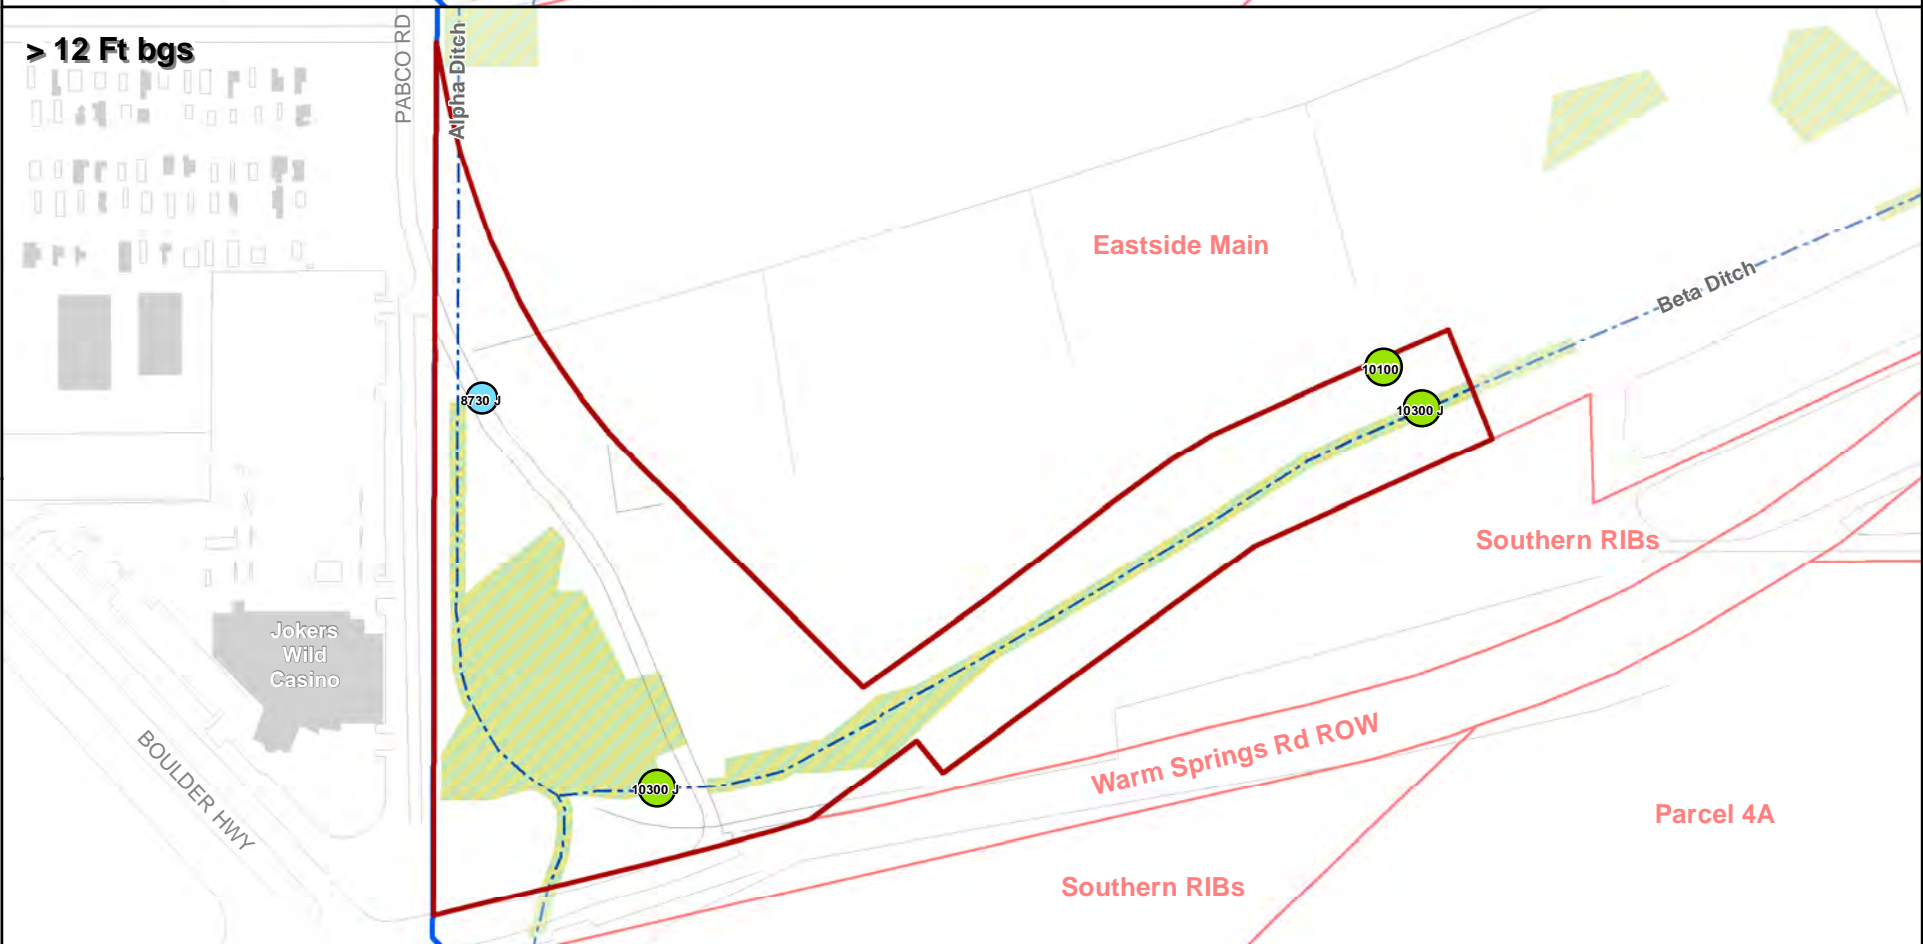 > 12 Ft bgs
PABCO RD
Alpha Ditch
Eastside Main
Beta Ditch
10100
8730 J
10300 J
Southern RIBs
Jokers
Wild
Casino
BOULDER HWY
10300 J
Warm Springs Rd ROW
Parcel 4A
Southern RIBs